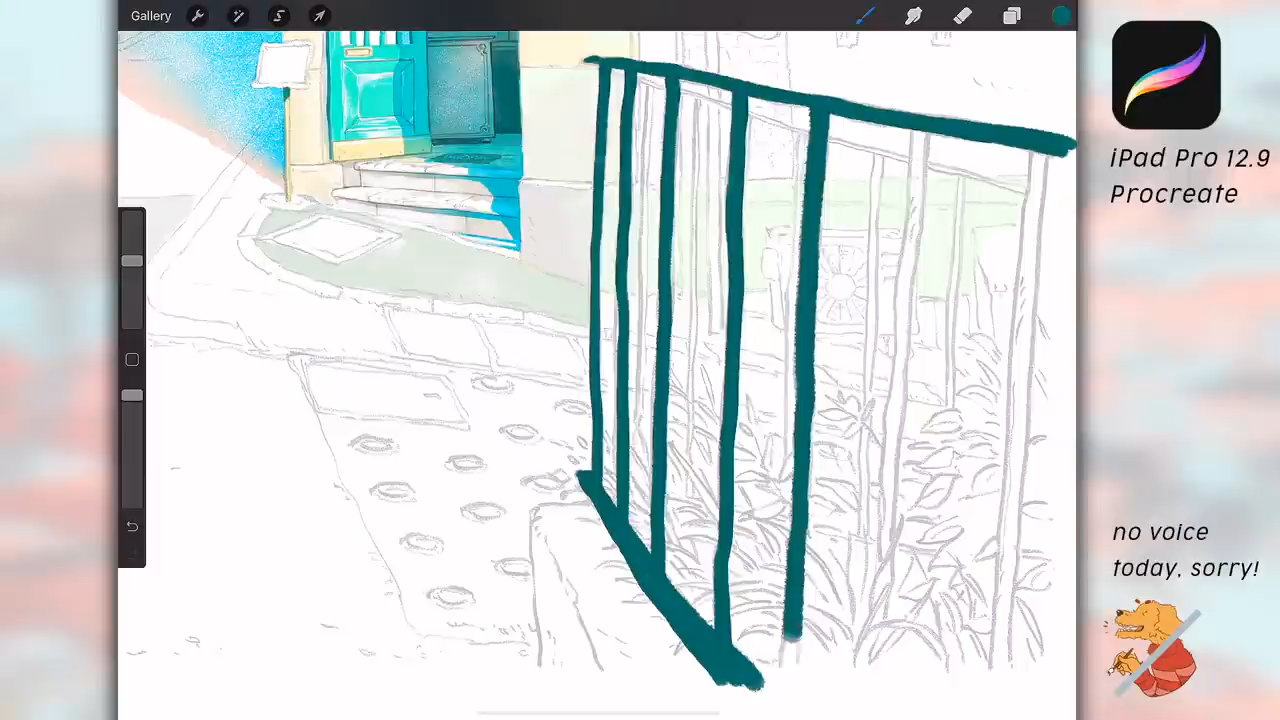 Gallery
iPad Pro 12.9
Procreate
no voice
today, sorry!